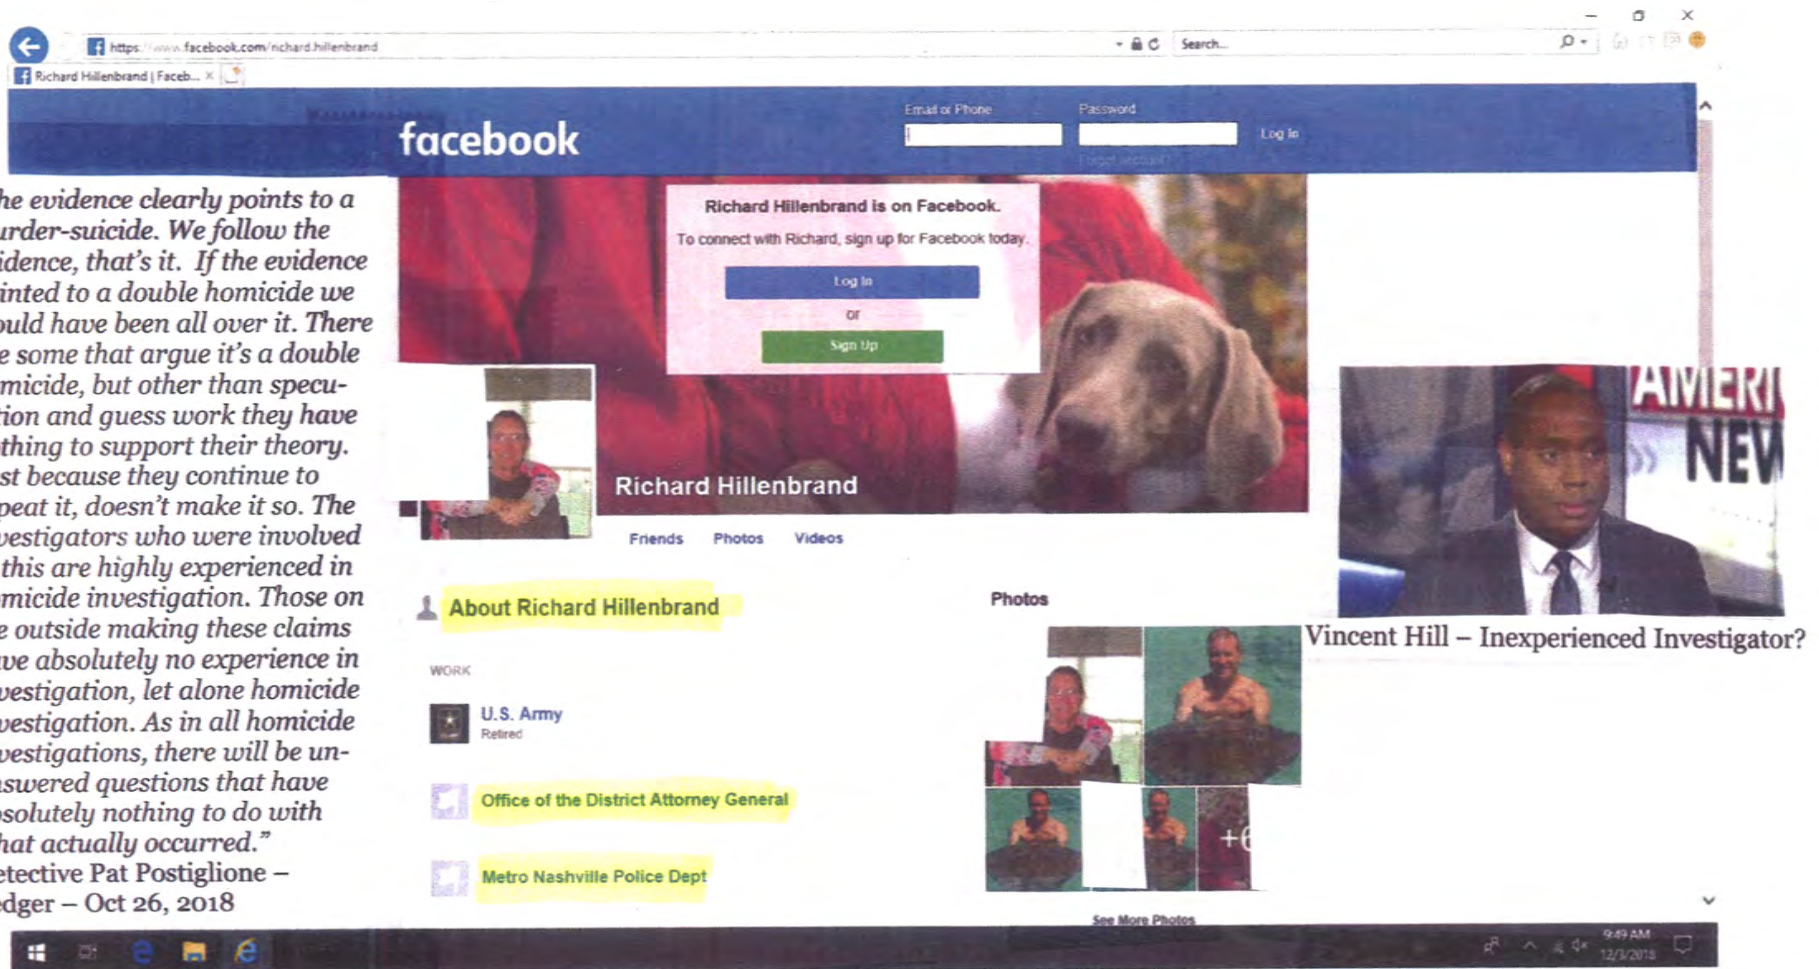 https://www.facebook.com/richard.hillenbrand
Search...
Richard Hillenbrand | Faceb...
facebook
Email or Phone
Password
Log In
Forgot account?
he evidence clearly points to a
urder-suicide. We follow the
idence, that's it. If the evidence
inted to a double homicide we
ould have been all over it. There
e some that argue it's a double
micide, but other than specu-
tion and guess work they have
thing to support their theory.
st because they continue to
peat it, doesn't make it so. The
vestigators who were involved
this are highly experienced in
micide investigation. Those on
e outside making these claims
ve absolutely no experience in
vestigation, let alone homicide
vestigation. As in all homicide
vestigations, there will be un-
swered questions that have
solutely nothing to do with
hat actually occurred."
etective Pat Postiglione –
edger – Oct 26, 2018
Richard Hillenbrand is on Facebook.
To connect with Richard, sign up for Facebook today.
Log In
or
Sign Up
Richard Hillenbrand
Friends Photos Videos
About Richard Hillenbrand
WORK
U.S. Army
Retired
Office of the District Attorney General
Metro Nashville Police Dept
Photos
+6
See More Photos
AMERI
NEW
Vincent Hill – Inexperienced Investigator?
9:49 AM
12/3/2018